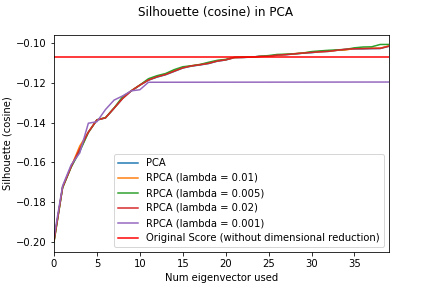 Silhouette (cosine) in PCA
Silhouette (cosine)
−0.10
−0.12
−0.14
−0.16
−0.18
−0.20
PCA
RPCA (lambda = 0.01)
RPCA (lambda = 0.005)
RPCA (lambda = 0.02)
RPCA (lambda = 0.001)
Original Score (without dimensional reduction)
0 5 10 15 20 25 30 35
Num eigenvector used